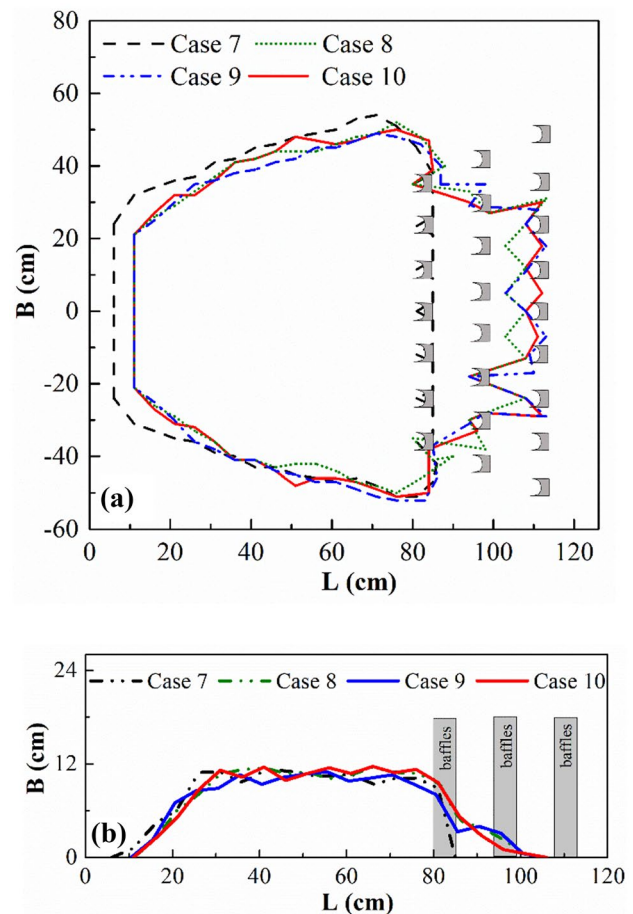 80
60
40
20
0
-20
-40
-60
B (cm)
Case 7
Case 8
Case 9
Case 10
(a)
0 20 40 60 80 100 120
L (cm)
24
12
0
B (cm)
Case 7 Case 8 Case 9 Case 10
baffles
baffles
baffles
(b)
0 20 40 60 80 100 120
L (cm)